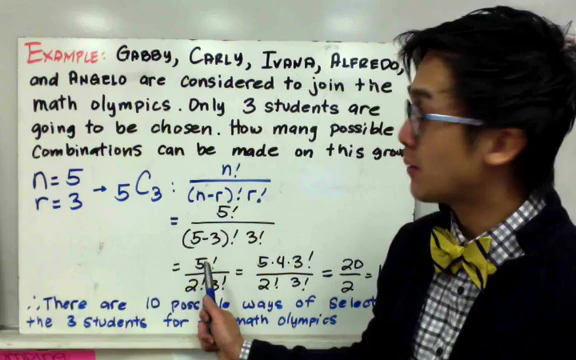 EXAMPLE: GABBY, CARLY, IVANA, ALFREDO,
and ANGELO are considered to join the
math olympics. Only 3 students are
going to be chosen. How many possible
Combinations can be made on this
n=5
r=3 → 5C3 : n! / (n-r)! r!
= 5! / (5-3)! 3!
= 5! / 2! 3! = 5·4·3! / 2! 3! = 20 / 2 =
∴There are 10 ways of
the 3 students for math olympics